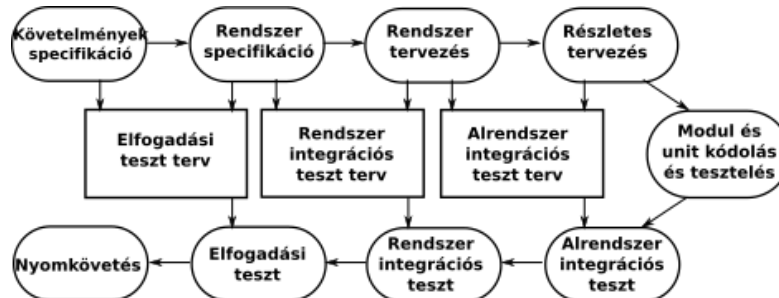 Követelmények
specifikáció
Rendszer
specifikáció
Rendszer
tervezés
Részletes
tervezés
Elfogadási
teszt terv
Rendszer
integrációs
teszt terv
Alrendszer
integrációs
teszt terv
Modul és
unit kódolás
és tesztelés
Nyomkövetés
Elfogadási
teszt
Rendszer
integrációs
teszt
Alrendszer
integrációs
teszt